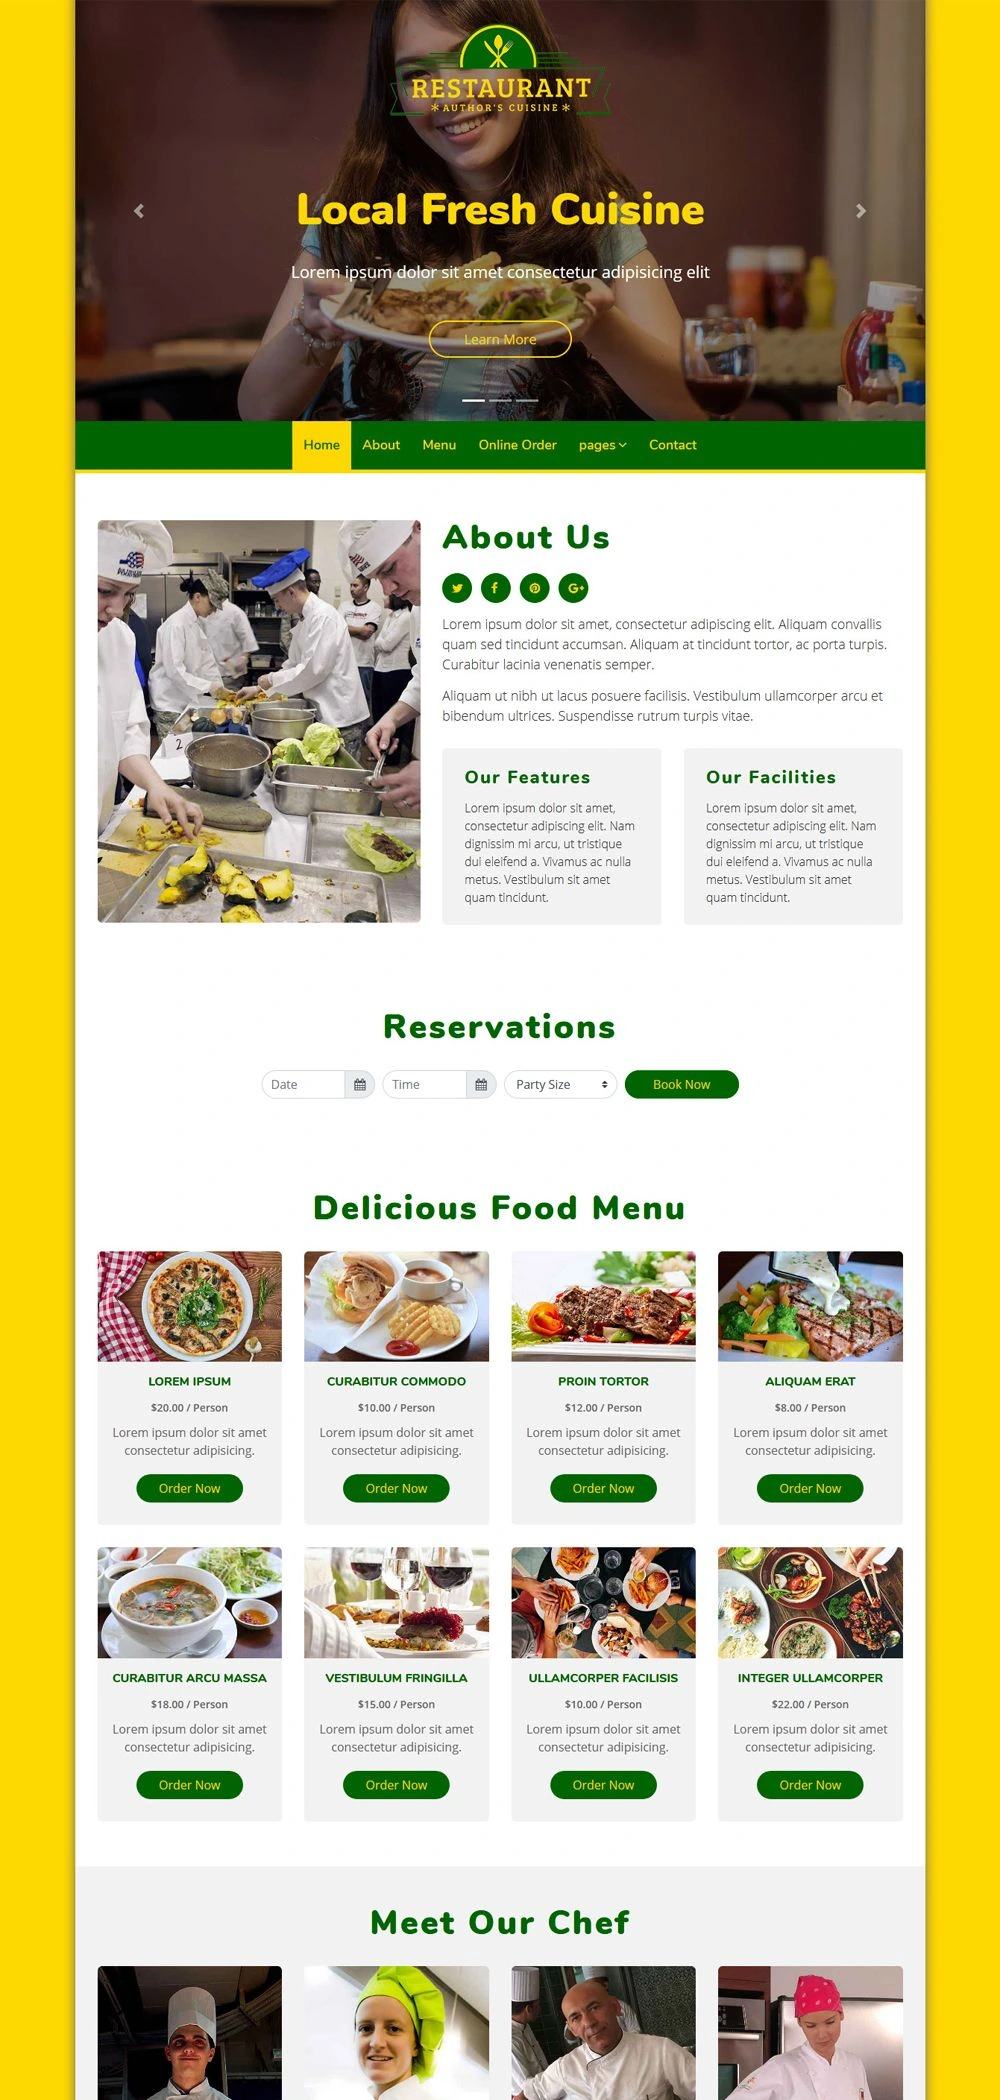 RESTAURANT
AUTHOR'S CUISINE
Local Fresh Cuisine
Lorem ipsum dolor sit amet consectetur adipisicing elit
Learn More
Home About Menu Online Order pages Contact
About Us
Lorem ipsum dolor sit amet, consectetur adipiscing elit. Aliquam convallis
quam sed tincidunt accumsan. Aliquam at tincidunt tortor, ac porta turpis.
Curabitur lacinia venenatis semper.
Aliquam ut nibh ut lacus posuere facilisis. Vestibulum ullamcorper arcu et
bibendum ultrices. Suspendisse rutrum turpis vitae.
Our Features
Lorem ipsum dolor sit amet,
consectetur adipiscing elit. Nam
dignissim mi arcu, ut tristique
dui eleifend a. Vivamus ac nulla
metus. Vestibulum sit amet
quam tincidunt.
Our Facilities
Lorem ipsum dolor sit amet,
consectetur adipiscing elit. Nam
dignissim mi arcu, ut tristique
dui eleifend a. Vivamus ac nulla
metus. Vestibulum sit amet
quam tincidunt.
2
Reservations
Date Time Party Size Book Now
Delicious Food Menu
LOREM IPSUM
$20.00 / Person
Lorem ipsum dolor sit amet
consectetur adipisicing.
Order Now
CURABITUR COMMODO
$10.00 / Person
Lorem ipsum dolor sit amet
consectetur adipisicing.
Order Now
PROIN TORTOR
$12.00 / Person
Lorem ipsum dolor sit amet
consectetur adipisicing.
Order Now
ALIQUAM ERAT
$8.00 / Person
Lorem ipsum dolor sit amet
consectetur adipisicing.
Order Now
CURABITUR ARCU MASSA
$18.00 / Person
Lorem ipsum dolor sit amet
consectetur adipisicing.
Order Now
VESTIBULUM FRINGILLA
$15.00 / Person
Lorem ipsum dolor sit amet
consectetur adipisicing.
Order Now
ULLAMCORPER FACILISIS
$10.00 / Person
Lorem ipsum dolor sit amet
consectetur adipisicing.
Order Now
INTEGER ULLAMCORPER
$22.00 / Person
Lorem ipsum dolor sit amet
consectetur adipisicing.
Order Now
Meet Our Chef